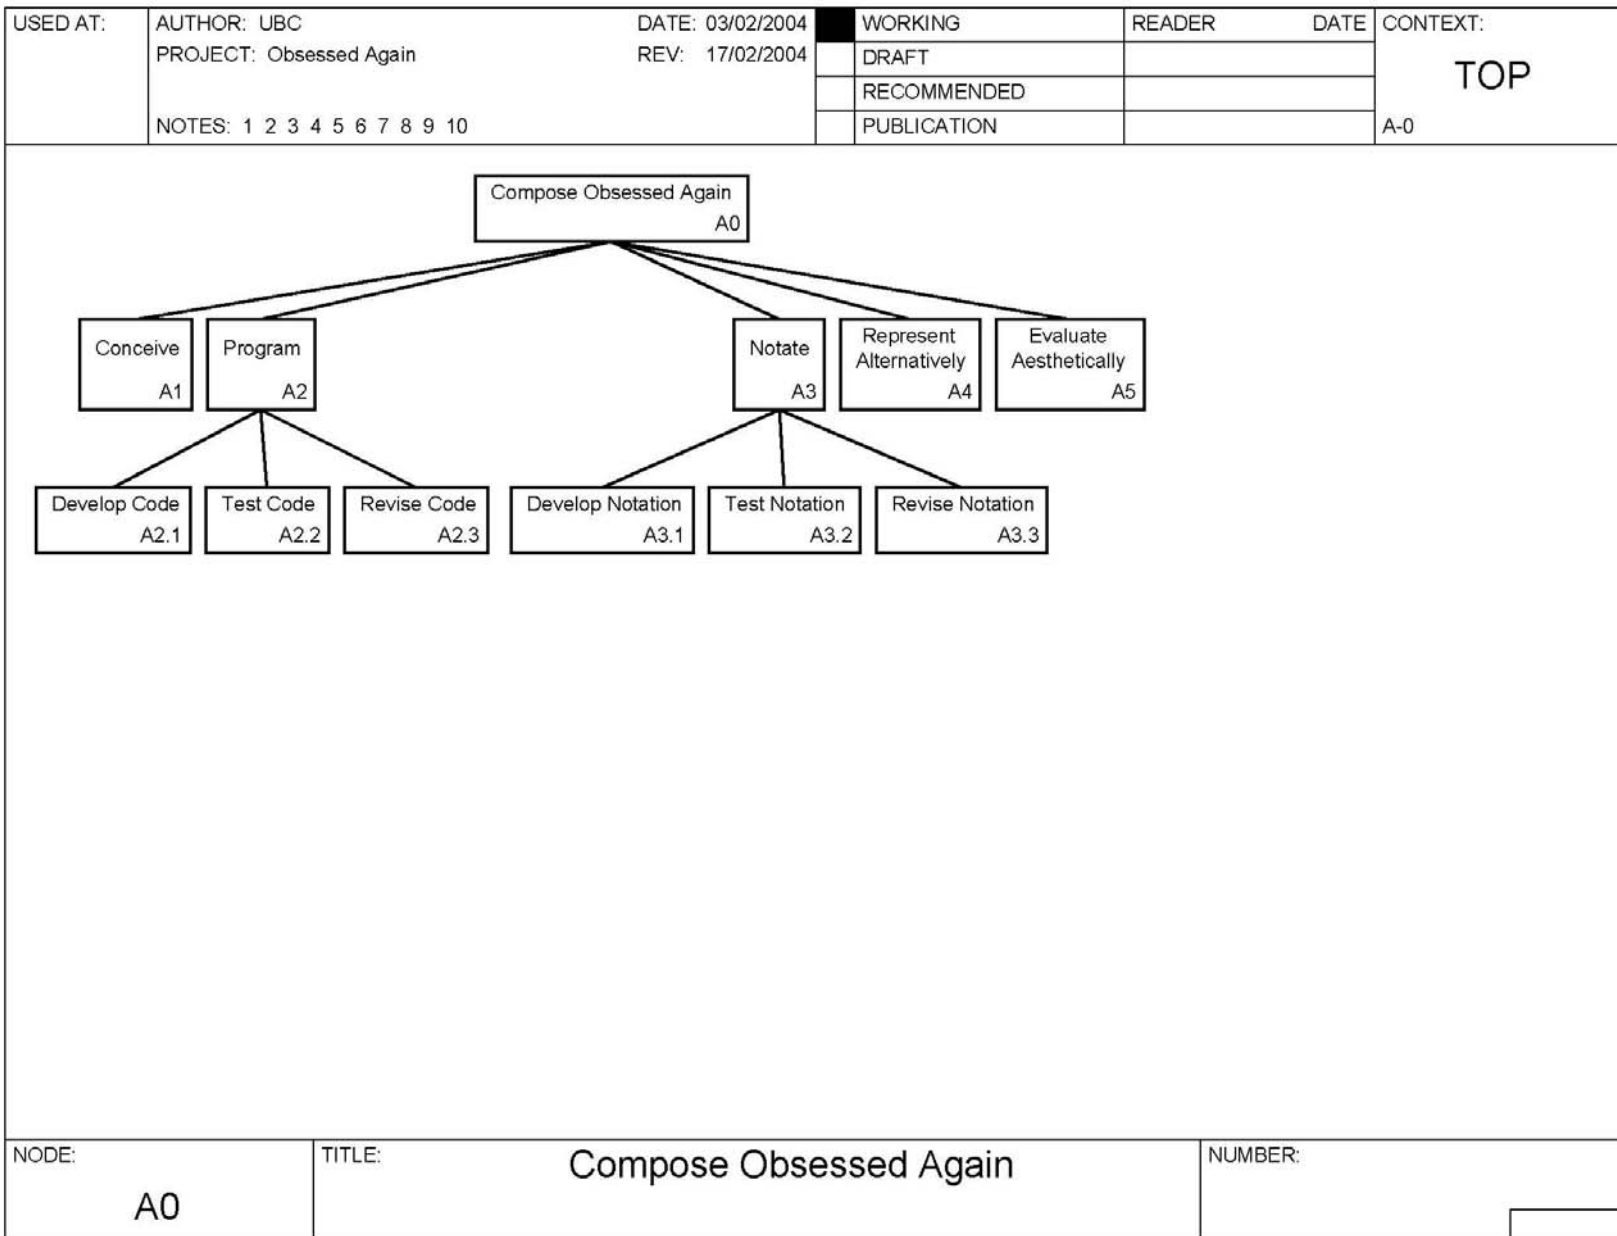 USED AT:
AUTHOR: UBC
DATE: 03/02/2004
PROJECT: Obsessed Again
REV: 17/02/2004
NOTES: 1 2 3 4 5 6 7 8 9 10
WORKING
DRAFT
RECOMMENDED
PUBLICATION
READER DATE
CONTEXT:
TOP
A-0
Compose Obsessed Again
A0
Conceive
A1
Program
A2
Notate
A3
Represent
Alternatively
A4
Evaluate
Aesthetically
A5
Develop Code
A2.1
Test Code
A2.2
Revise Code
A2.3
Develop Notation
A3.1
Test Notation
A3.2
Revise Notation
A3.3
NODE:
A0
TITLE:
Compose Obsessed Again
NUMBER: